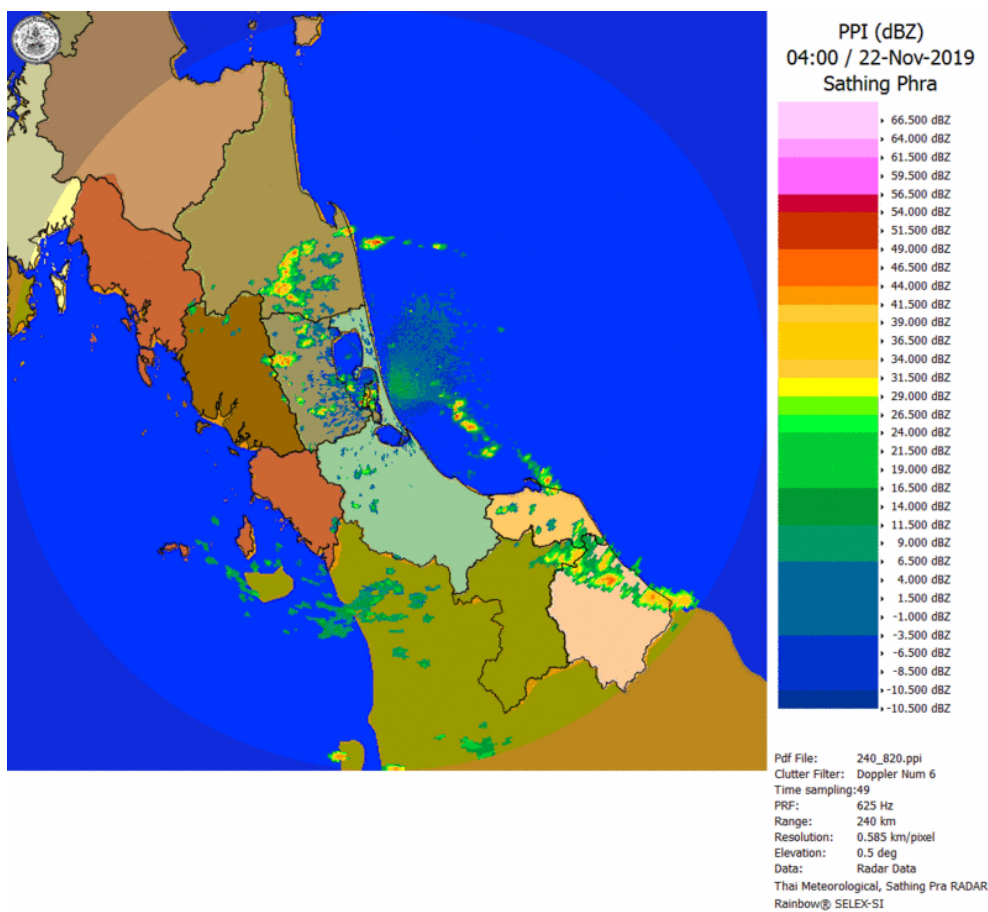 PPI (dBZ)
04:00 / 22-Nov-2019
Sathing Phra
66.500 dBZ
64.000 dBZ
61.500 dBZ
59.500 dBZ
56.500 dBZ
54.000 dBZ
51.500 dBZ
49.000 dBZ
46.500 dBZ
44.000 dBZ
41.500 dBZ
39.000 dBZ
36.500 dBZ
34.000 dBZ
31.500 dBZ
29.000 dBZ
26.500 dBZ
24.000 dBZ
21.500 dBZ
19.000 dBZ
16.500 dBZ
14.000 dBZ
11.500 dBZ
9.000 dBZ
6.500 dBZ
4.000 dBZ
1.500 dBZ
-1.000 dBZ
-3.500 dBZ
-6.500 dBZ
-8.500 dBZ
-10.500 dBZ
-10.500 dBZ
Pdf File: 240_820.ppi
Clutter Filter: Doppler Num 6
Time sampling:49
PRF: 625 Hz
Range: 240 km
Resolution: 0.585 km/pixel
Elevation: 0.5 deg
Data: Radar Data
Thai Meteorological, Sathing Pra RADAR
Rainbow® SELEX-SI